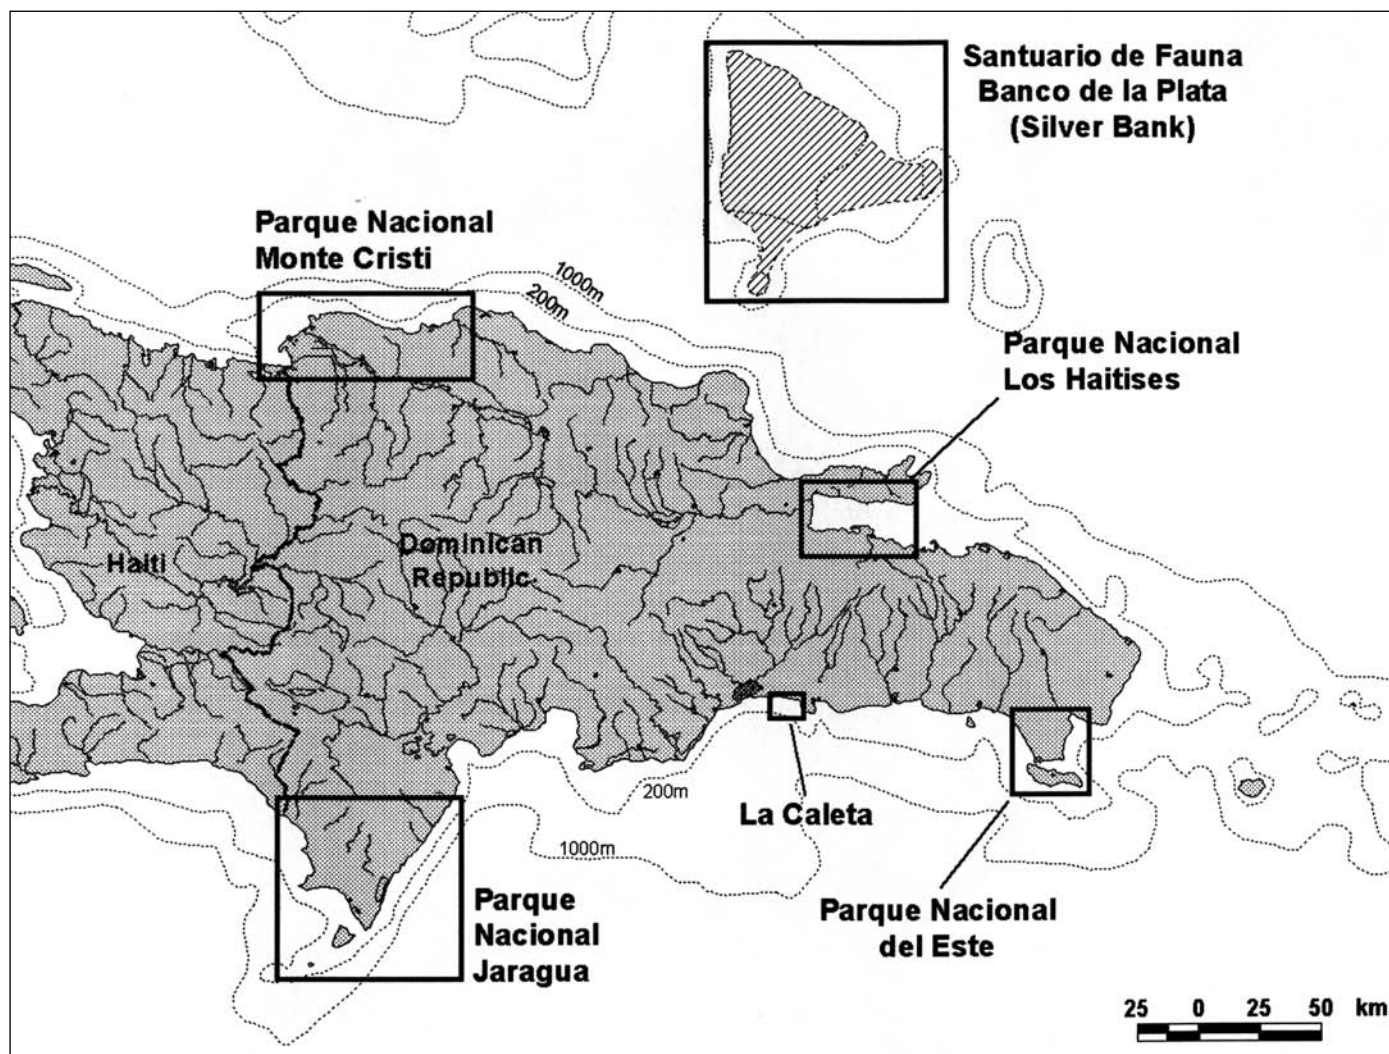 Santuario de Fauna
Banco de la Plata
(Silver Bank)
Parque Nacional
Monte Cristi
1000m
200m
Parque Nacional
Los Haitises
Haiti
Dominican
Republic
200m
La Caleta
1000m
Parque
Nacional
Jaragua
Parque Nacional
del Este
25 0 25 50 km